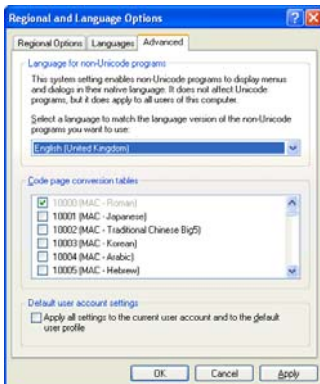 Regional and Language Options
Regional Options
Languages
Advanced
Language for non-Unicode programs
This system setting enables non-Unicode programs to display menus
and dialogs in their native language. It does not affect Unicode
programs, but it does apply to all users of this computer.
Select a language to match the language version of the non-Unicode
programs you want to use:
English (United Kingdom)
Code page conversion tables
10000 (MAC - Roman)
10001 (MAC - Japanese)
10002 (MAC - Traditional Chinese Big5)
10003 (MAC - Korean)
10004 (MAC - Arabic)
10005 (MAC - Hebrew)
Default user account settings
Apply all settings to the current user account and to the default
user profile
OK
Cancel
Apply